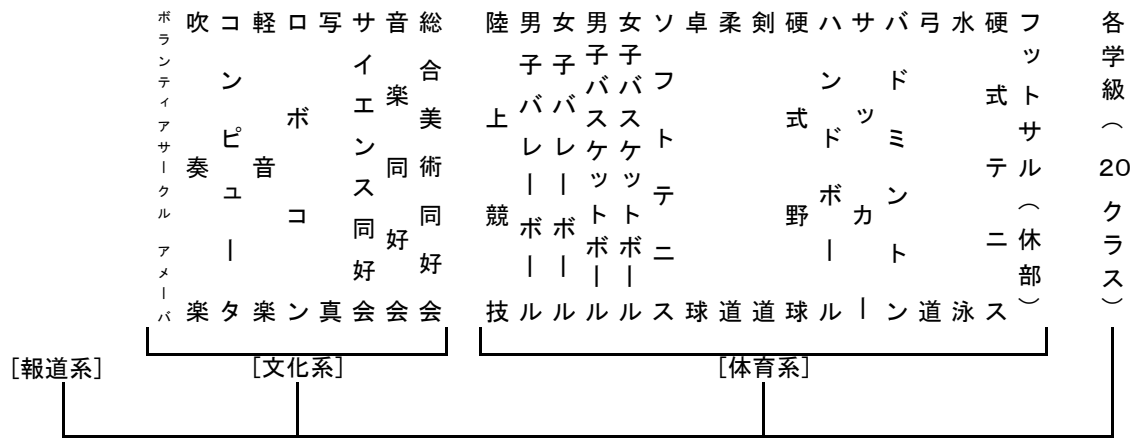 各学級（20クラス）
フットサル（休部）
硬式テニス
水泳
弓道
バドミントン
サッカー
ハンドボール
硬式野球
剣道
柔道
卓球
ソフトテニス
女子バスケットボール
男子バスケットボール
女子バレーボール
男子バレーボール
陸上競技
総合美術同好会
音楽同好会
サイエンス同好会
写真
ロボコン
軽音楽
コンピュータ
吹奏楽
ボランティアサークル アメーバ
[報道系]
[文化系]
[体育系]